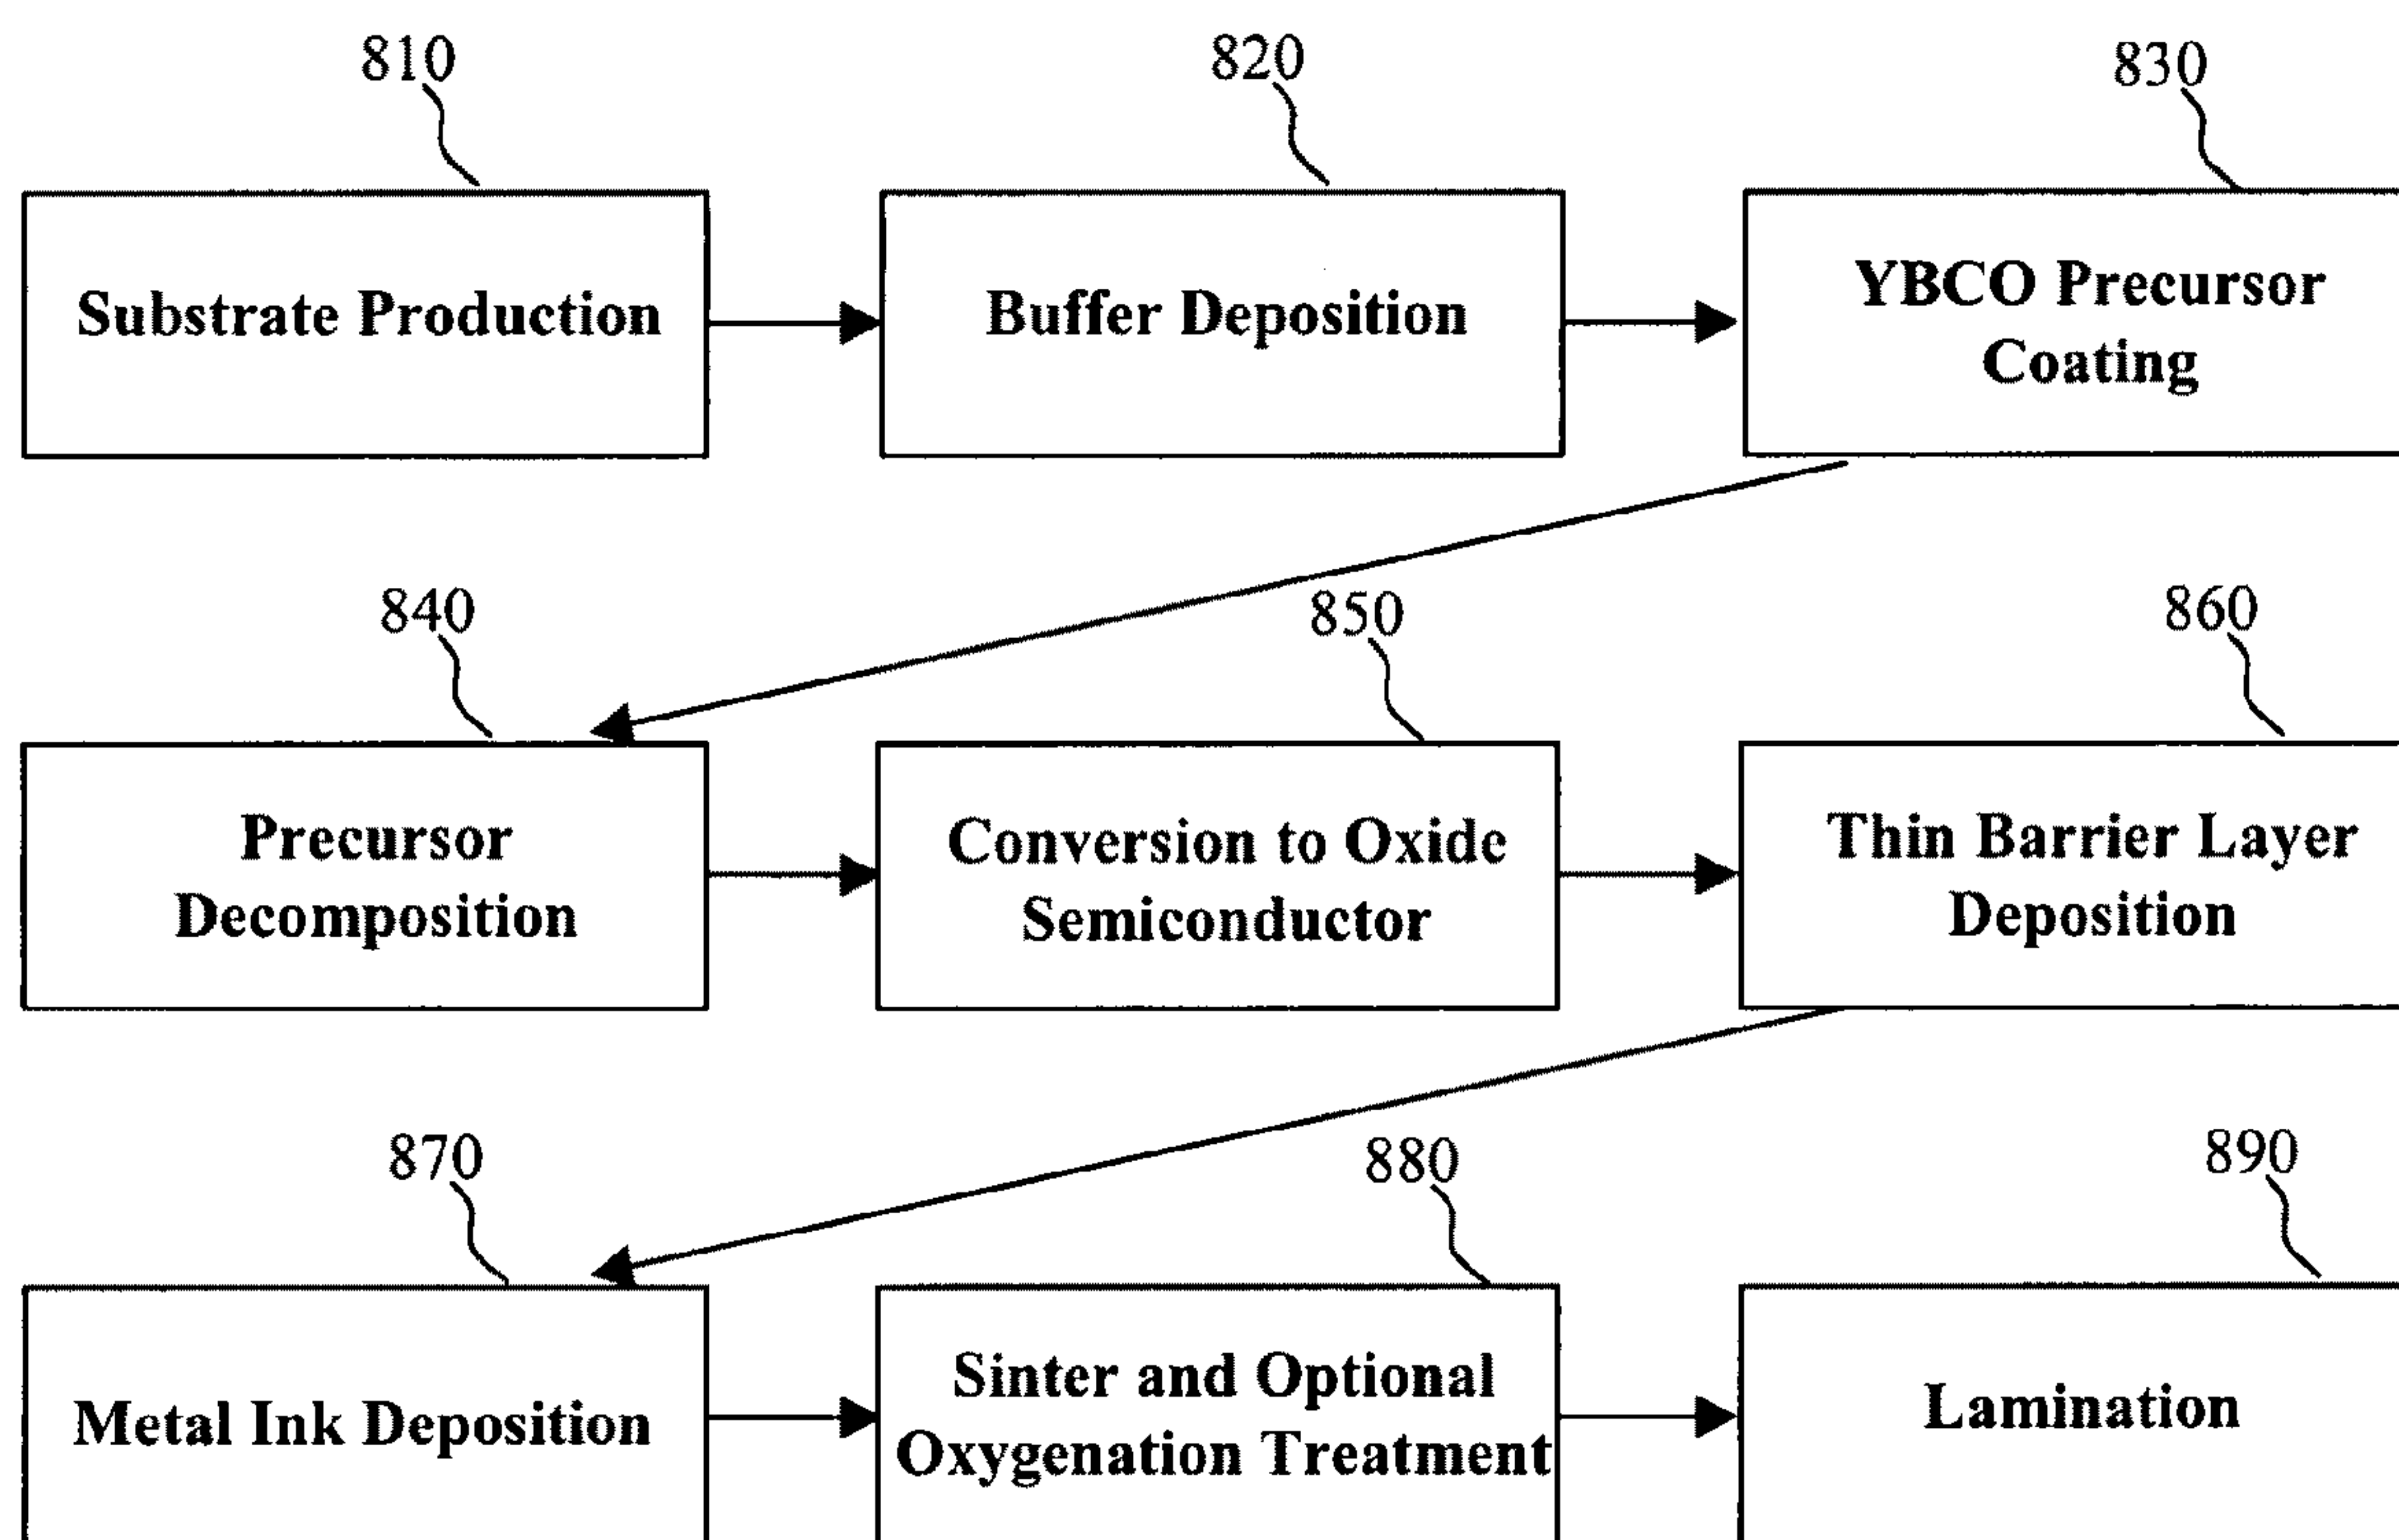 810
820
830
Substrate Production
Buffer Deposition
YBCO Precursor
Coating
840
850
860
Precursor
Decomposition
Conversion to Oxide
Semiconductor
Thin Barrier Layer
Deposition
870
880
890
Metal Ink Deposition
Sinter and Optional
Oxygenation Treatment
Lamination